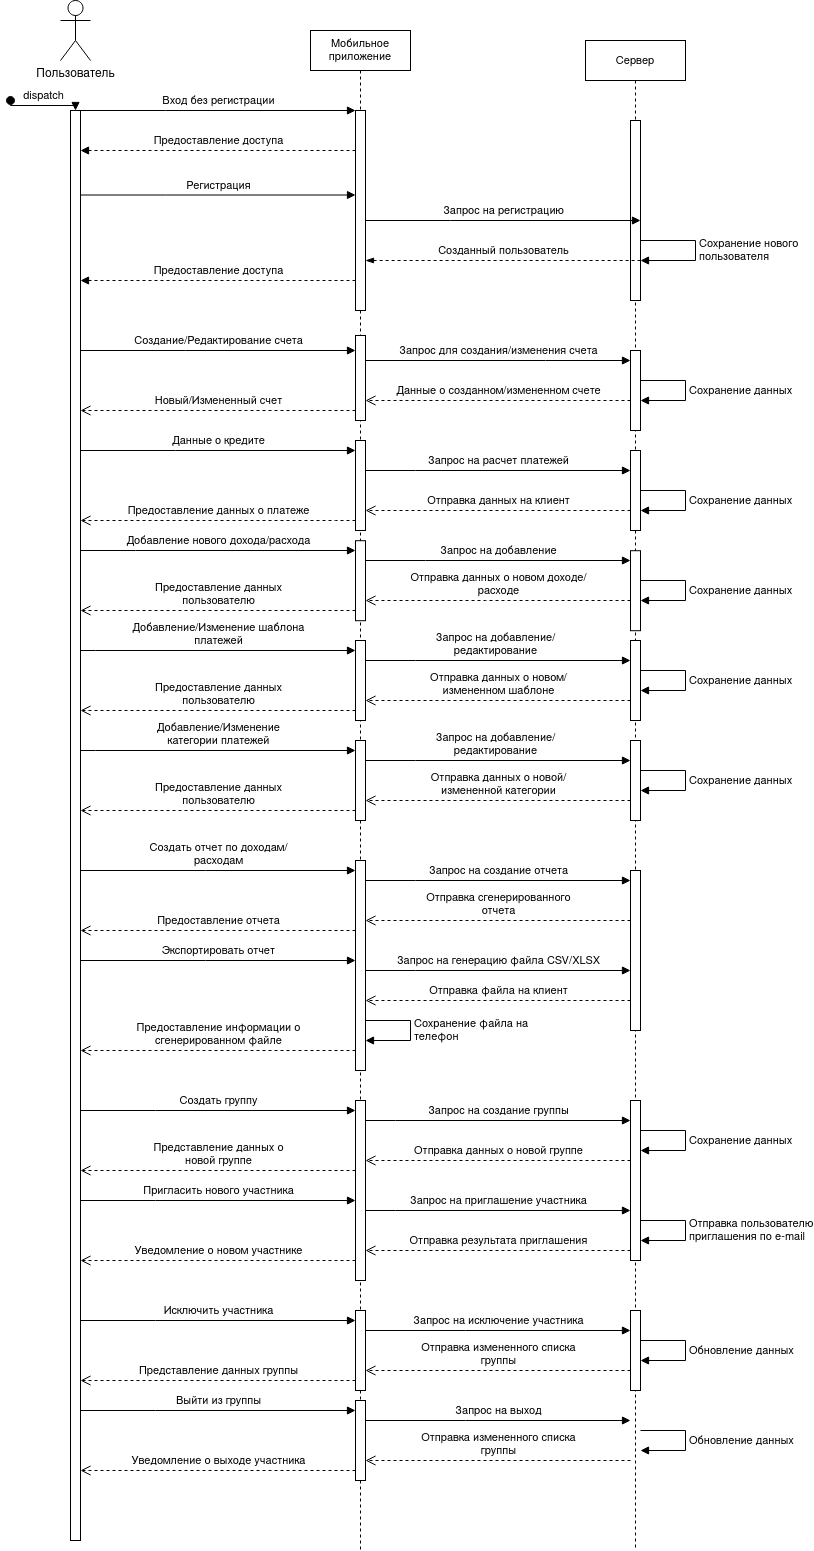 Пользователь
Мобильное
приложение
Сервер
dispatch
Вход без регистрации
Предоставление доступа
Регистрация
Запрос на регистрацию
Сохранение нового
пользователя
Созданный пользователь
Предоставление доступа
Создание/Редактирование счета
Запрос для создания/изменения счета
Сохранение данных
Данные о созданном/измененном счете
Новый/Измененный счет
Данные о кредите
Запрос на расчет платежей
Сохранение данных
Отправка данных на клиент
Предоставление данных о платеже
Добавление нового дохода/расхода
Запрос на добавление
Отправка данных о новом доходе/
расходе
Сохранение данных
Предоставление данных
пользователю
Добавление/Изменение шаблона
платежей
Запрос на добавление/
редактирование
Отправка данных о новом/
измененном шаблоне
Сохранение данных
Предоставление данных
пользователю
Добавление/Изменение
категории платежей
Запрос на добавление/
редактирование
Отправка данных о новой/
измененной категории
Сохранение данных
Предоставление данных
пользователю
Создать отчет по доходам/
расходам
Запрос на создание отчета
Отправка сгенерированного
отчета
Предоставление отчета
Экспортировать отчет
Запрос на генерацию файла CSV/XLSX
Отправка файла на клиент
Сохранение файла на
телефон
Предоставление информации о
сгенерированном файле
Создать группу
Запрос на создание группы
Сохранение данных
Отправка данных о новой группе
Представление данных о
новой группе
Пригласить нового участника
Запрос на приглашение участника
Отправка пользователю
приглашения по e-mail
Отправка результата приглашения
Уведомление о новом участнике
Исключить участника
Запрос на исключение участника
Отправка измененного списка
группы
Обновление данных
Представление данных группы
Выйти из группы
Запрос на выход
Отправка измененного списка
группы
Обновление данных
Уведомление о выходе участника